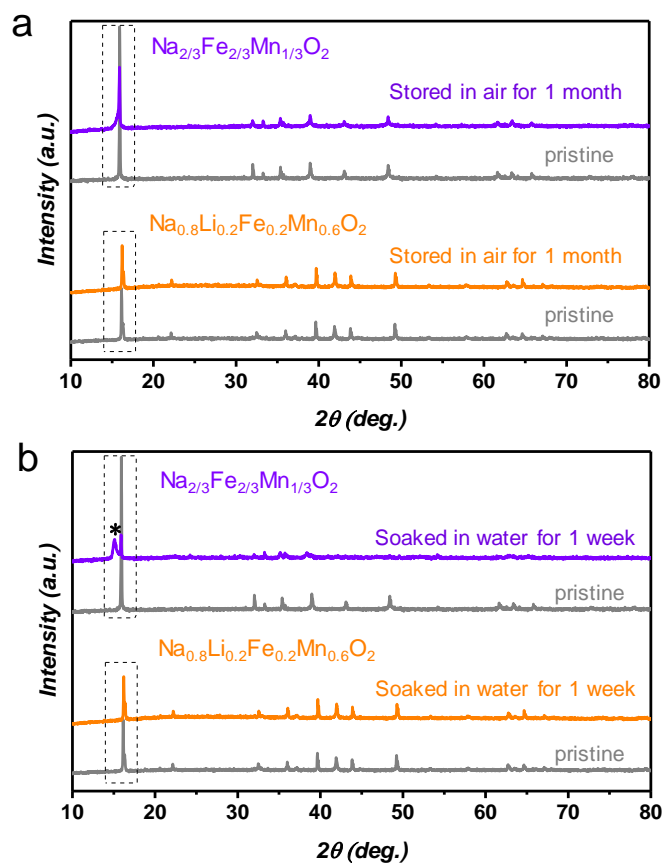 a
Na2/3Fe2/3Mn1/3O2
Stored in air for 1 month
pristine
Na0.8Li0.2Fe0.2Mn0.6O2
Stored in air for 1 month
pristine
Intensity (a.u.)
10 20 30 40 50 60 70 80
2θ (deg.)
b
Na2/3Fe2/3Mn1/3O2
*
Soaked in water for 1 week
pristine
Na0.8Li0.2Fe0.2Mn0.6O2
Soaked in water for 1 week
pristine
Intensity (a.u.)
10 20 30 40 50 60 70 80
2θ (deg.)